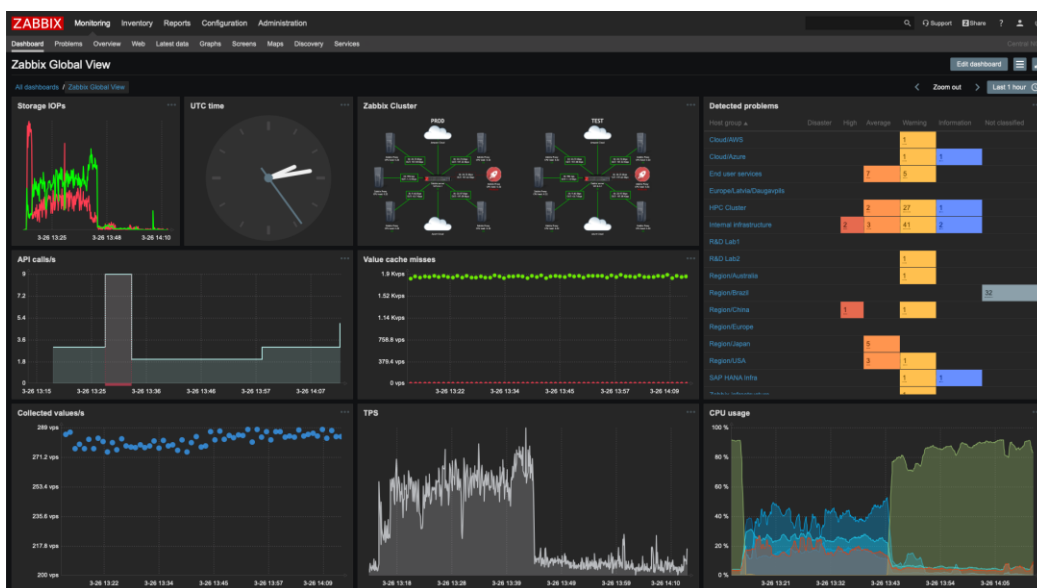 ZABBIX Monitoring Inventory Reports Configuration Administration Support Share ?
Dashboard Problems Overview Web Latest data Graphs Screens Maps Discovery Services
Zabbix Global View Edit dashboard
All dashboards / Zabbix Global View Zoom out Last 1 hour
Storage IOPs
3-26 13:25 3-26 13:48 3-26 14:10
UTC time
Zabbix Cluster
PROD TEST
Detected problems
Host group Disaster High Average Warning Information Not classified
Cloud/AWS 1
Cloud/Azure 1 1
End user services 7 5
Europe/Latvia/Daugavpils
HPC Cluster 2 27 1
Internal infrastructure 2 3 41 2
R&D Lab1
R&D Lab2 1
Region/Australia 1
Region/Brazil 32
Region/China 1 1
Region/Europe
Region/Japan 5
Region/USA 3 1
SAP HANA Infra 1 1
API calls/s
9
7.2
5.4
3.6
1.8
0
3-26 13:15 3-26 13:25 3-26 13:36 3-26 13:46 3-26 13:57 3-26 14:07
Value cache misses
1.9 Kvps
1.52 Kvps
1.14 Kvps
758.8 vps
379.4 vps
0 vps
3-26 13:22 3-26 13:34 3-26 13:45 3-26 13:57 3-26 14:09
Collected values/s
289 vps
271.2 vps
253.4 vps
235.6 vps
217.8 vps
200 vps
3-26 13:22 3-26 13:34 3-26 13:45 3-26 13:57 3-26 14:09
TPS
3-26 13:18 3-26 13:28 3-26 13:39 3-26 13:49 3-26 13:59 3-26 14:10
CPU usage
100 %
80 %
60 %
40 %
20 %
0 %
3-26 13:21 3-26 13:32 3-26 13:43 3-26 13:54 3-26 14:05